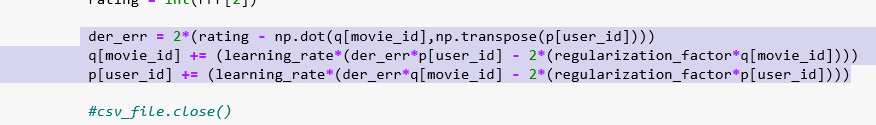 rating = int(rrr[2])
der_err = 2*(rating - np.dot(q[movie_id],np.transpose(p[user_id])))
q[movie_id] += (learning_rate*(der_err*p[user_id] - 2*(regularization_factor*q[movie_id])))
p[user_id] += (learning_rate*(der_err*q[movie_id] - 2*(regularization_factor*p[user_id])))
#csv_file.close()